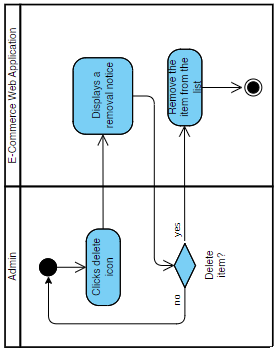 E-Commerce Web Application
Admin
Displays a
removal notice
Remove the
item from the
list
Clicks delete
icon
yes
Delete
item?
no